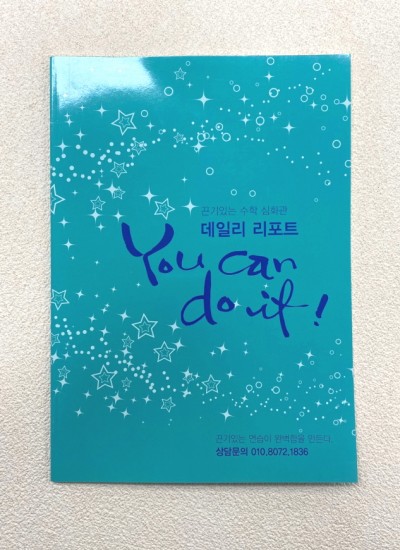 끈기있는 수학 심화관
데일리 리포트
You can
do it!
끈기있는 연습이 완벽함을 만든다.
상담문의 010.8072.1836